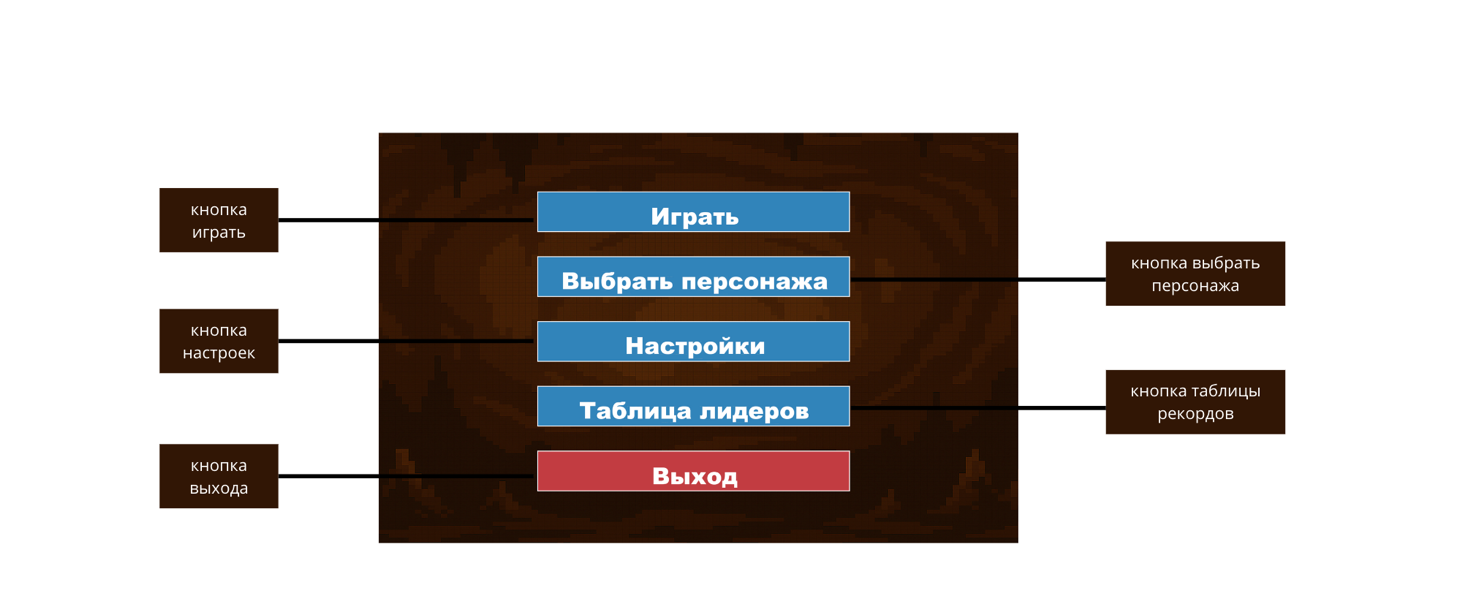 кнопка
играть
Играть
Выбрать персонажа
кнопка выбрать
персонажа
кнопка
настроек
Настройки
Таблица лидеров
кнопка таблицы
рекордов
кнопка
выхода
Выход